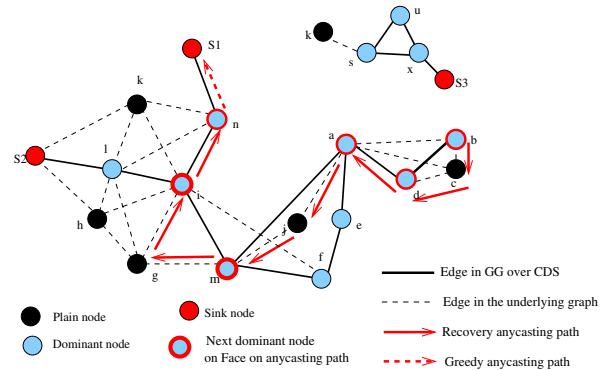 u
k
S1
s
x
S3
k
n
a
b
S2
l
c
i
d
h
j
e
f
g
m
Edge in GG over CDS
Edge in the underlying graph
Plain node
Sink node
Recovery anycasting path
Dominant node
Next dominant node
on Face on anycasting path
Greedy anycasting path